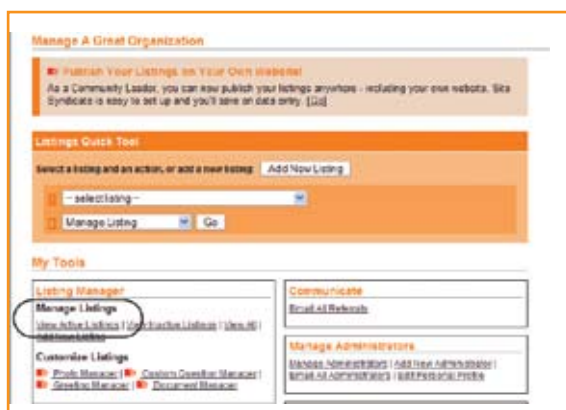 Manage A Great Organization
Publish Your Listings on Your Own Website!
As a Community Leader, you can now publish your listings anywhere - including your own website. Site
Syndicate is easy to set up and you'll save on data entry. [Go]
Listings Quick Tool
Select a listing and an action, or add a new listing: Add New Listing
-- select listing --
Manage Listing Go
My Tools
Listing Manager
Manage Listings
View Active Listings | View Inactive Listings | View All |
Add New Listing
Customize Listings
Photo Manager | Custom Question Manager |
Greeting Manager | Document Manager
Communicate
Email All Referrals
Manage Administrators
Manage Administrators | Add New Administrator |
Email All Administrators | Edit Personal Profile